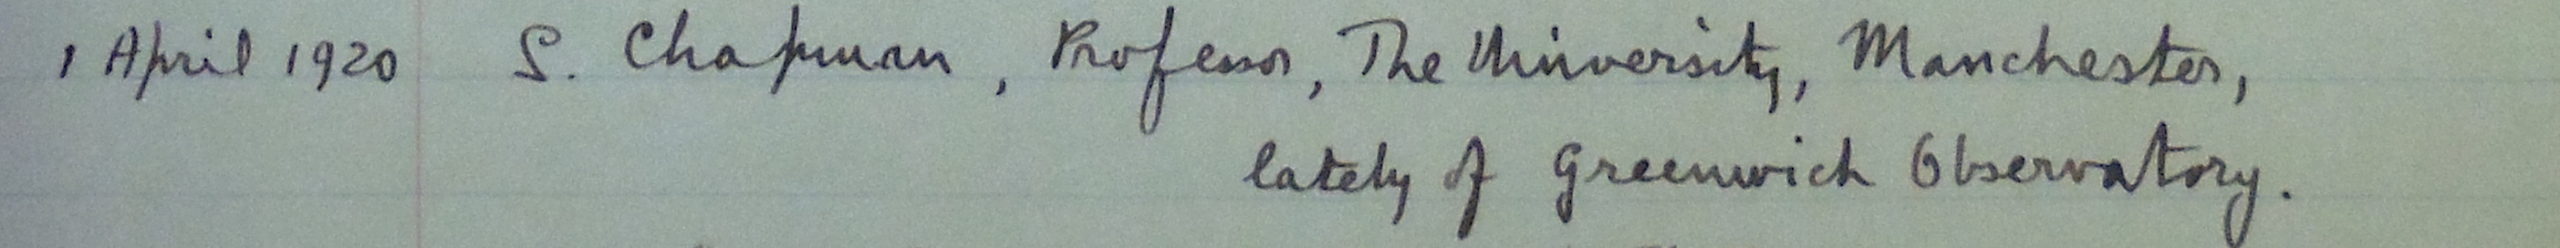 1 April 1920 S. Chapman, Professor, The University, Manchester,
lately of Greenwich Observatory.